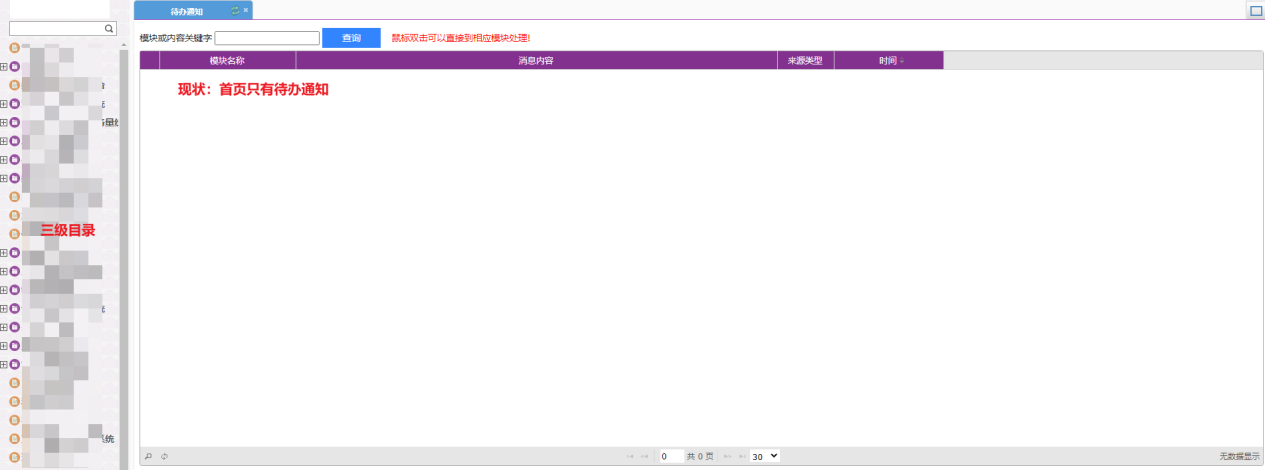 待办通知
模块或内容关键字 查询 鼠标双击可以直接到相应模块处理!
模块名称 消息内容 来源类型 时间
现状：首页只有待办通知
三级目录
0 共 0 页 30 无数据显示